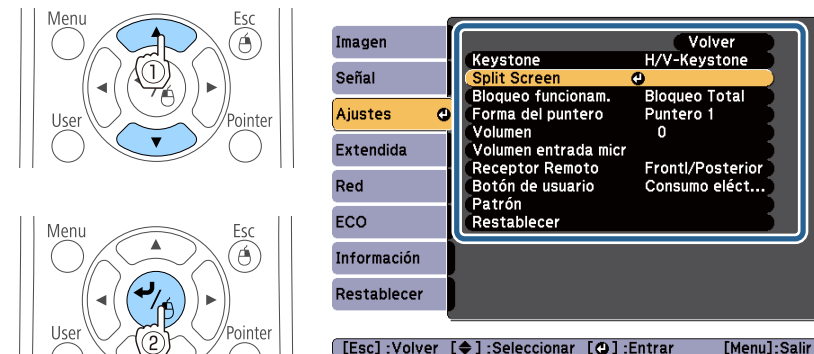 Menu Esc
①
User Pointer
Menu Esc
User Pointer
②
Imagen
Señal
Ajustes
Extendida
Red
ECO
Información
Restablecer
Volver
Keystone H/V-Keystone
Split Screen
Bloqueo funcionam. Bloqueo Total
Forma del puntero Puntero 1
Volumen 0
Volumen entrada micr
Receptor Remoto Frontl/Posterior
Botón de usuario Consumo eléct...
Patrón
Restablecer
[Esc] :Volver [◆] :Seleccionar [⏎] :Entrar [Menu]:Salir